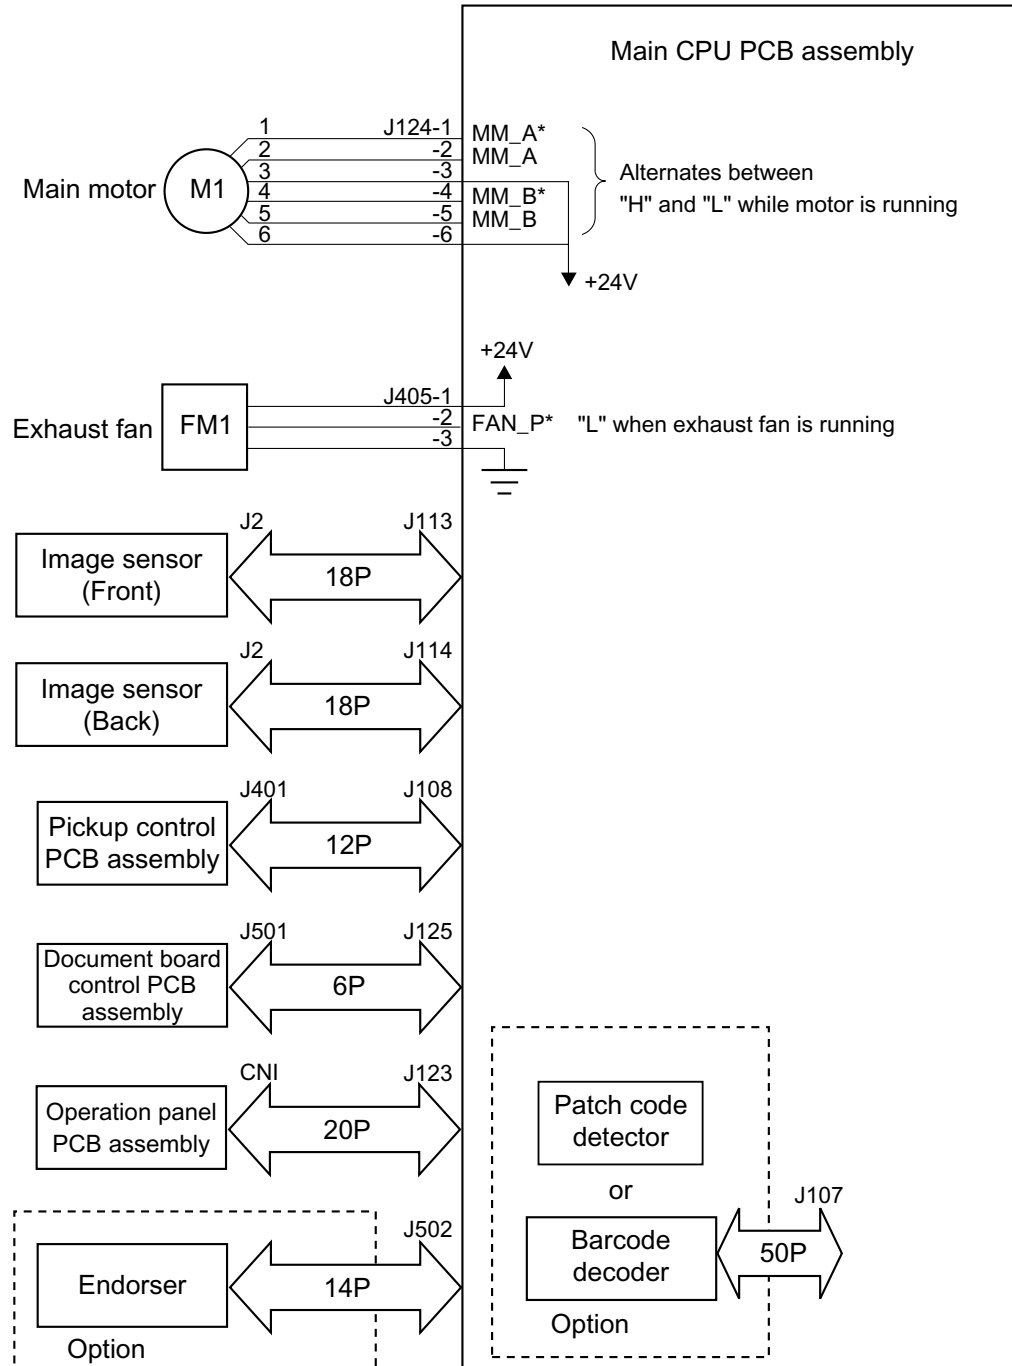 Main CPU PCB assembly
1 J124-1 MM_A*
2 -2 MM_A
3 -3
4 -4 MM_B*
5 -5 MM_B
6 -6
Main motor M1
Alternates between
"H" and "L" while motor is running
+24V
+24V
J405-1
Exhaust fan FM1 -2 FAN_P* "L" when exhaust fan is running
-3
J2 J113
Image sensor
(Front)
18P
J2 J114
Image sensor
(Back)
18P
J401 J108
Pickup control
PCB assembly
12P
J501 J125
Document board
control PCB
assembly
6P
CNI J123
Operation panel
PCB assembly
20P
J502
Endorser 14P
Option
Patch code
detector
or
J107
Barcode
decoder
50P
Option